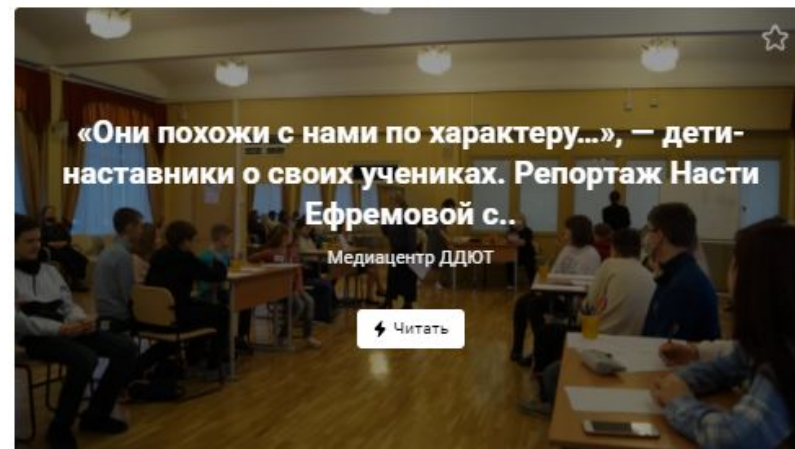 «Они похожи с нами по характеру…», — дети-
наставники о своих учениках. Репортаж Насти
Ефремовой с..
Медиацентр ДДЮТ
Читать